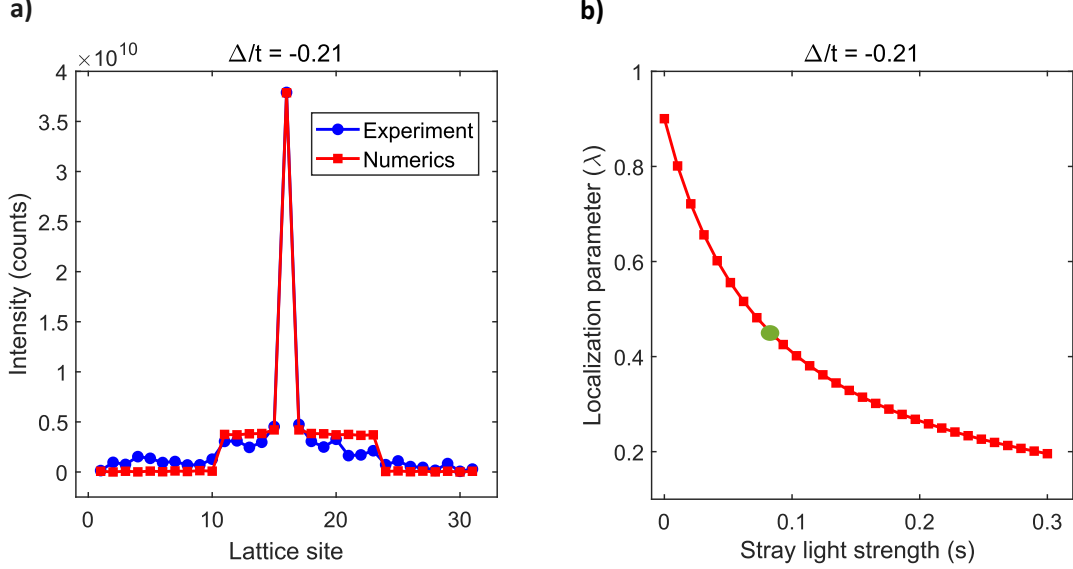 a)
Δ/t = -0.21
×10^10
4
3.5
3
2.5
2
1.5
1
0.5
0
Intensity (counts)
Experiment
Numerics
0 10 20 30
Lattice site
b)
Δ/t = -0.21
1
0.8
0.6
0.4
0.2
Localization parameter (λ)
0 0.1 0.2 0.3
Stray light strength (s)